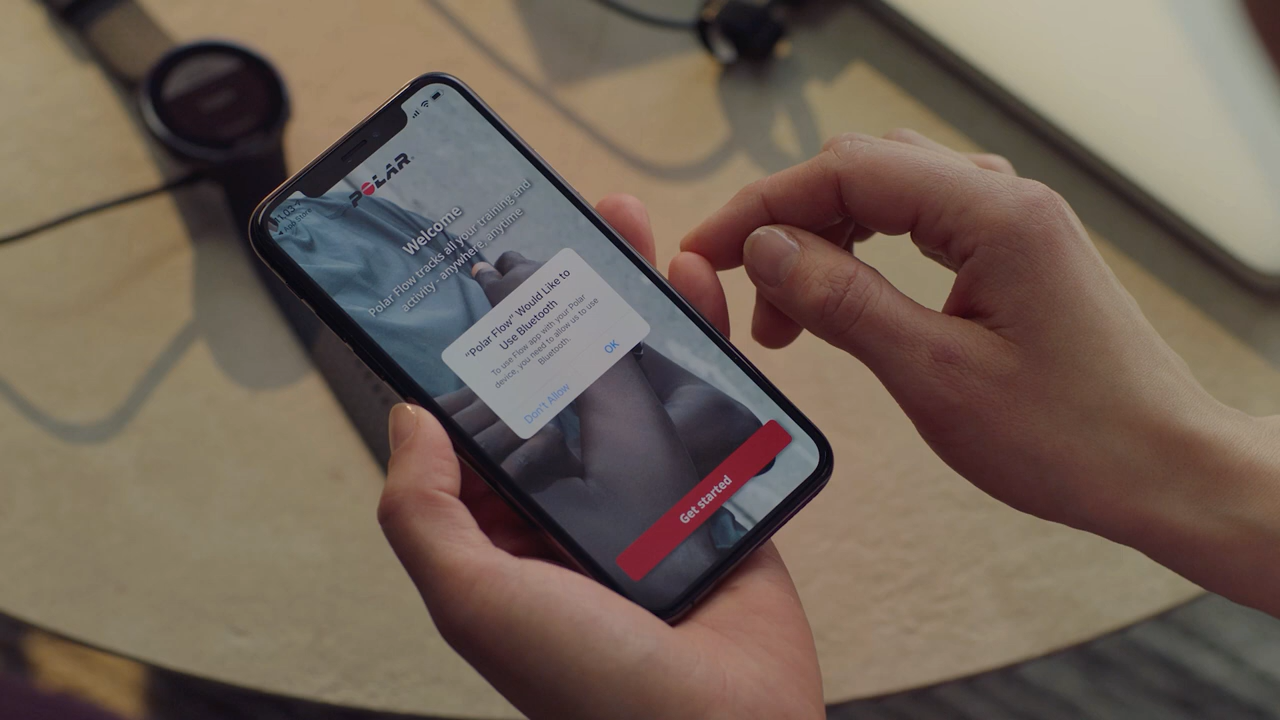 App Store
POLAR
Welcome
Polar Flow tracks all your training and
activity - anywhere, anytime
"Polar Flow" Would Like to
Use Bluetooth
To use Flow app with your Polar
device, you need to allow us to use
Bluetooth.
Don't Allow
OK
Get started